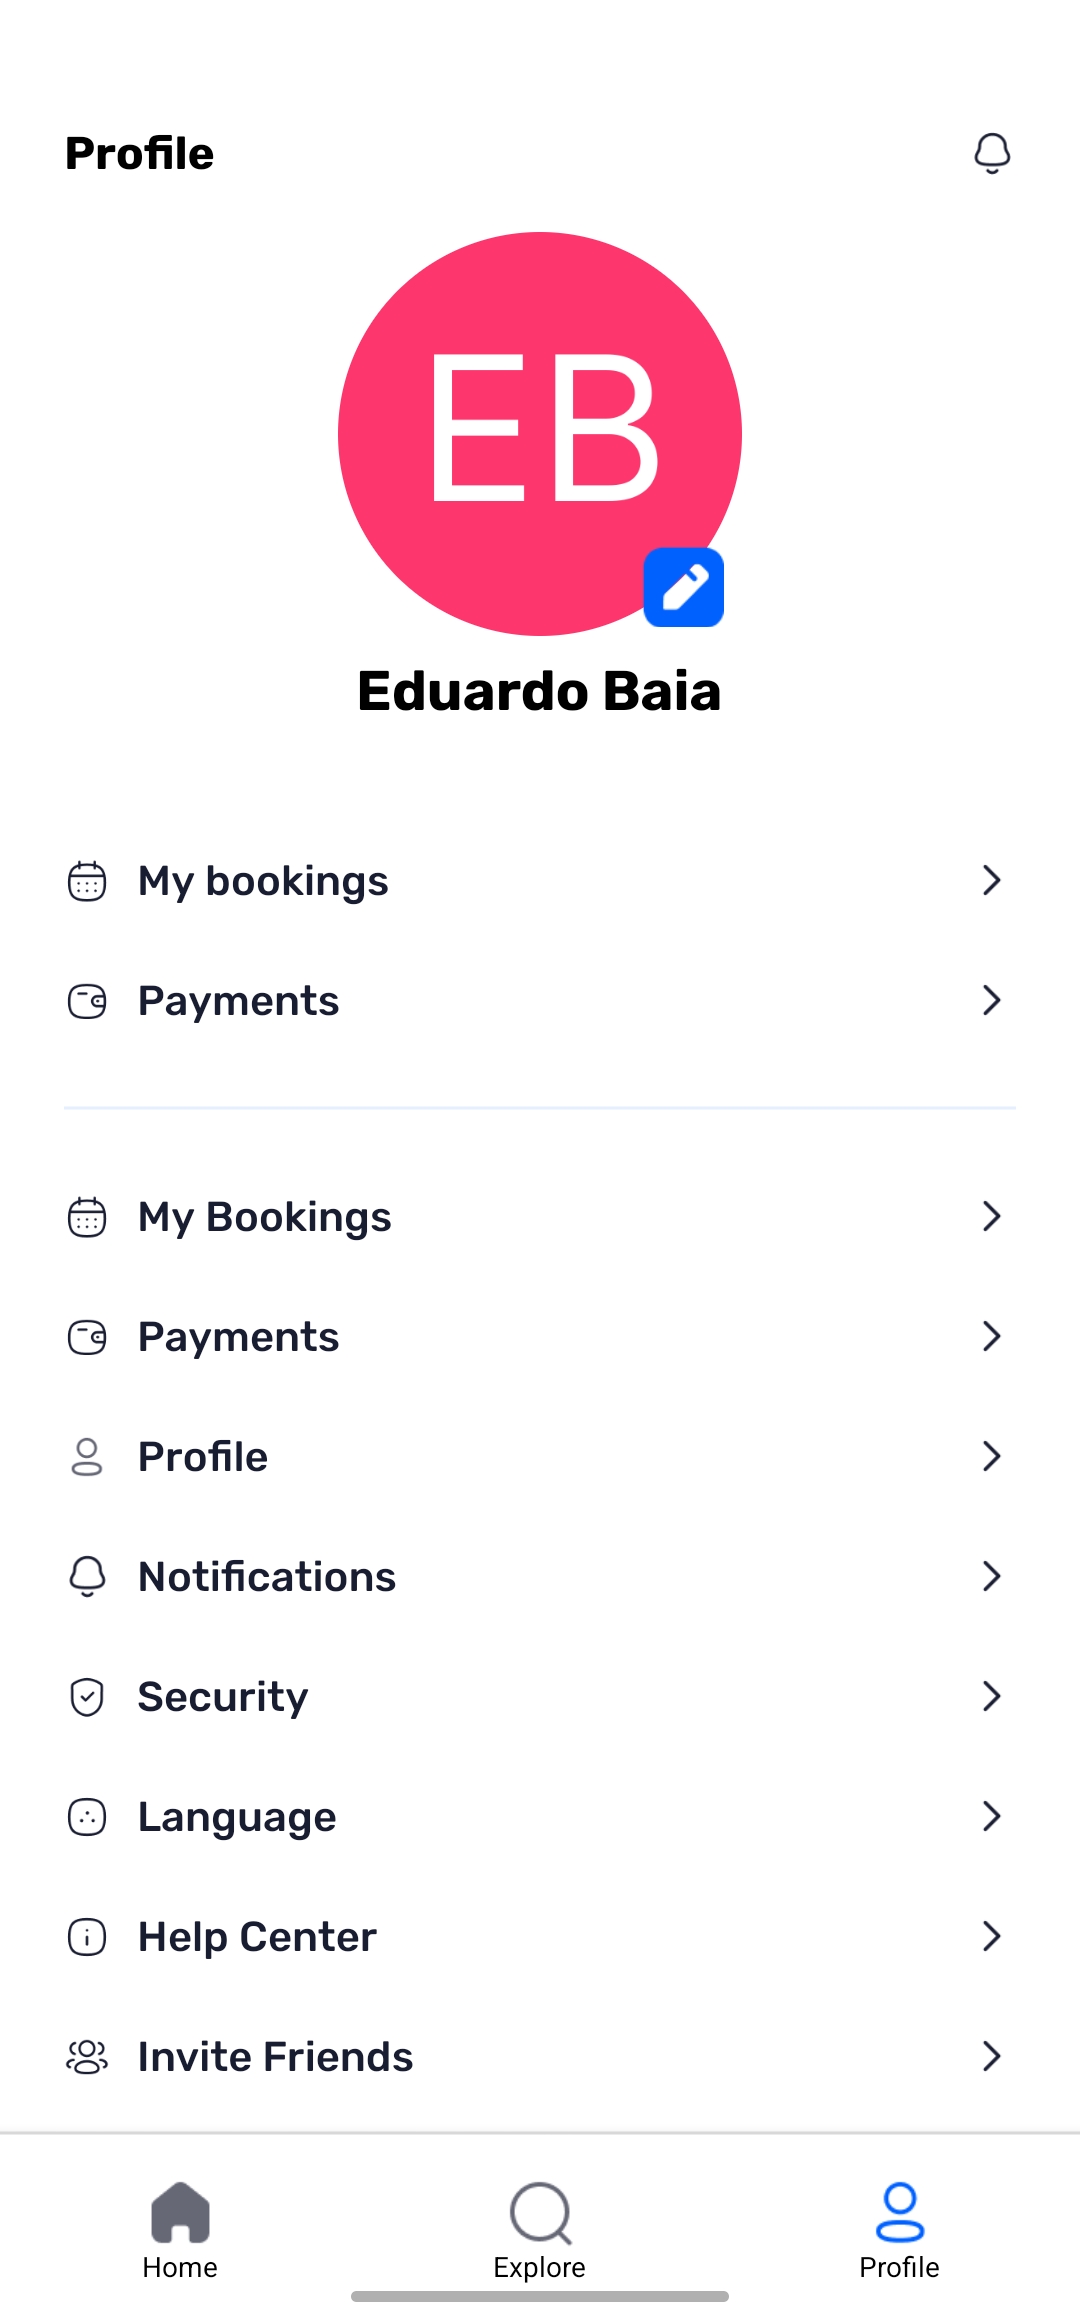 Profile
EB
Eduardo Baia
My bookings
Payments
My Bookings
Payments
Profile
Notifications
Security
Language
Help Center
Invite Friends
Home
Explore
Profile